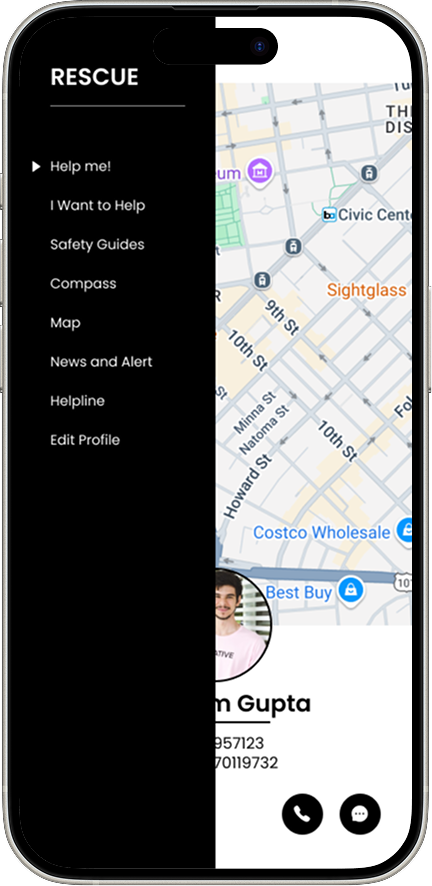 RESCUE
Help me!
I Want to Help
Safety Guides
Compass
Map
News and Alert
Helpline
Edit Profile
THE
DIS
um
Civic Cente
Sightglass
9th St
10th St
Minna St
Natoma St
10th St
Howard St
Fol
Costco Wholesale
101
Best Buy
ATIVE
m Gupta
957123
70119732